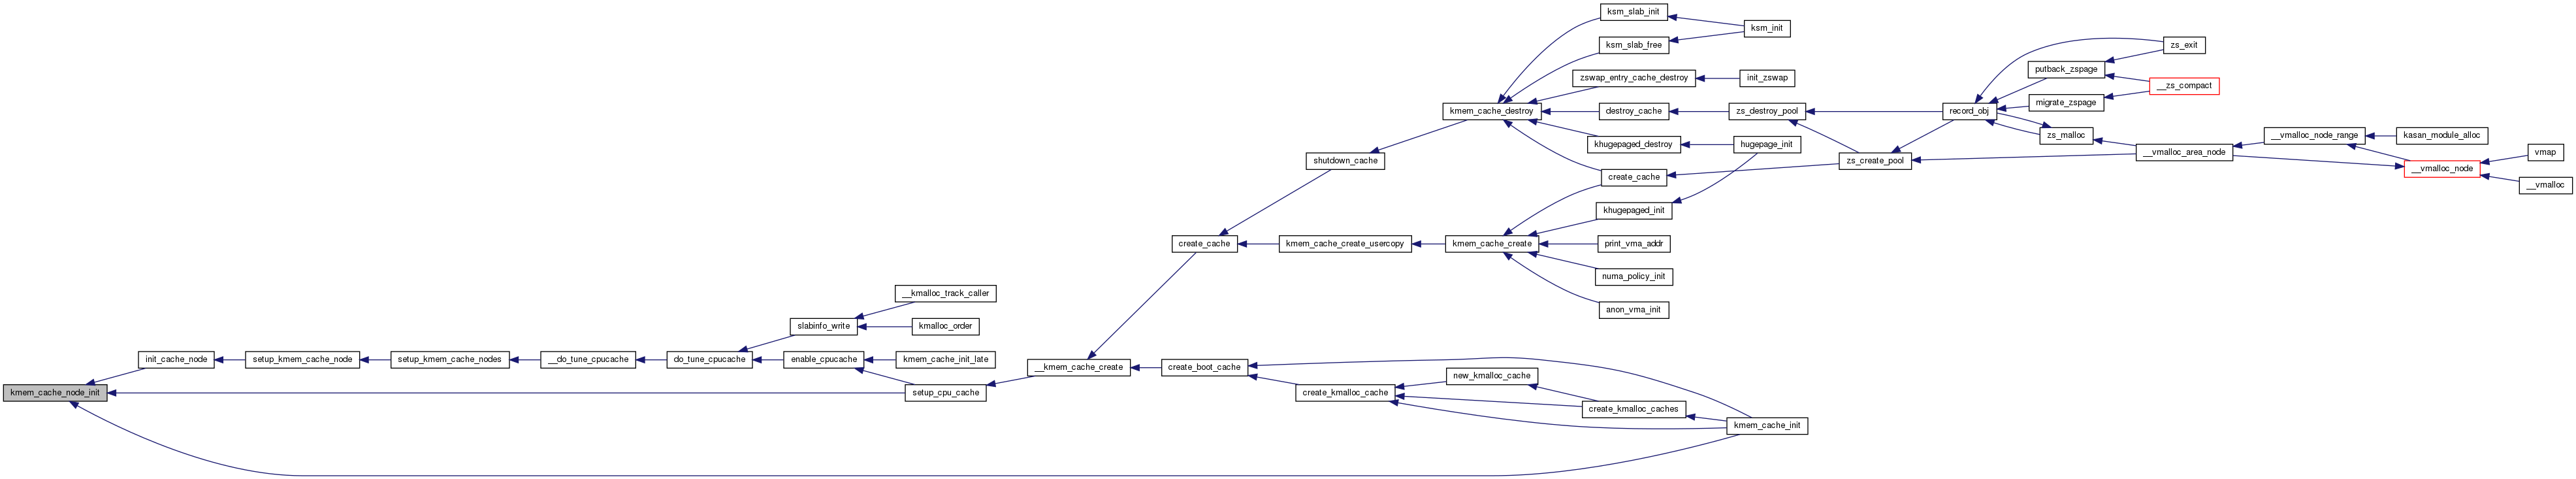 kmem_cache_node_init
init_cache_node
setup_kmem_cache_node
setup_kmem_cache_nodes
__do_tune_cpucache
do_tune_cpucache
slabinfo_write
__kmalloc_track_caller
kmalloc_order
enable_cpucache
kmem_cache_init_late
setup_cpu_cache
__kmem_cache_create
create_cache
shutdown_cache
kmem_cache_destroy
ksm_slab_init
ksm_init
ksm_slab_free
zswap_entry_cache_destroy
init_zswap
destroy_cache
zs_destroy_pool
khugepaged_destroy
hugepage_init
create_cache
zs_create_pool
record_obj
zs_exit
putback_zspage
__zs_compact
migrate_zspage
zs_malloc
__vmalloc_area_node
__vmalloc_node_range
kasan_module_alloc
__vmalloc_node
vmap
__vmalloc
kmem_cache_create_usercopy
kmem_cache_create
khugepaged_init
print_vma_addr
numa_policy_init
anon_vma_init
create_boot_cache
create_kmalloc_cache
new_kmalloc_cache
create_kmalloc_caches
kmem_cache_init